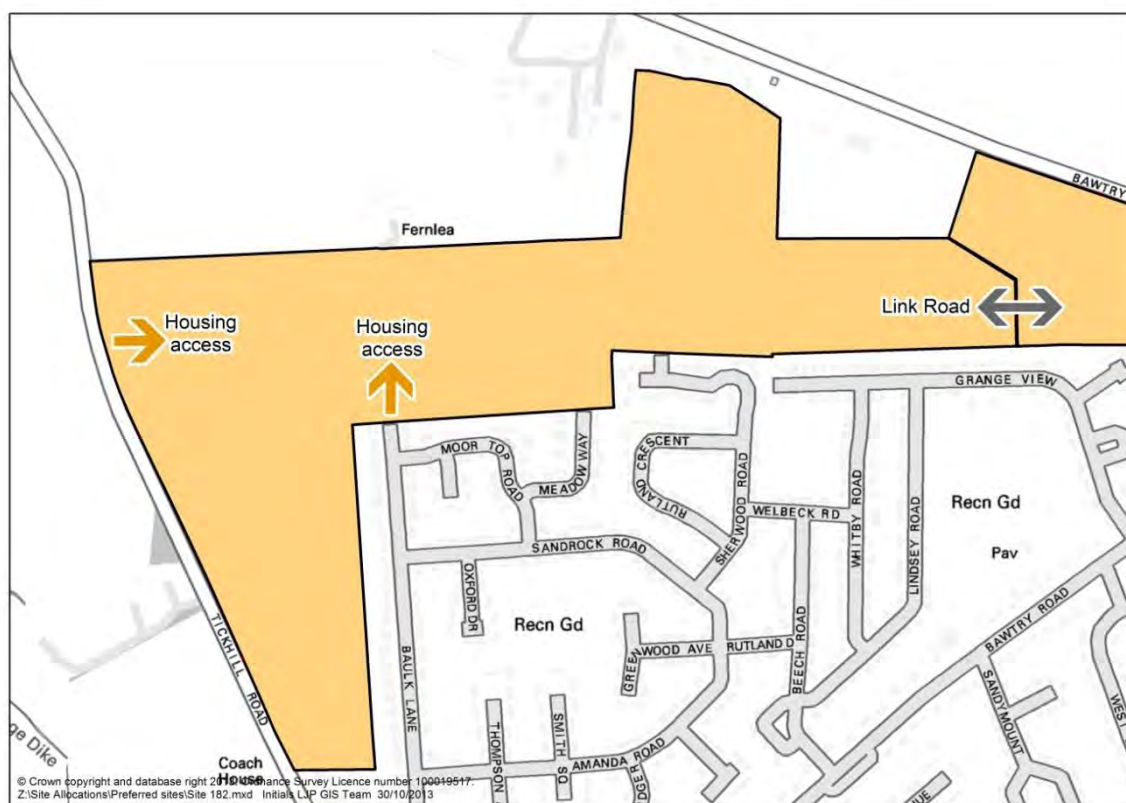 BAWTRY
Fernlea
Link Road
Housing
access
Housing
access
GRANGE VIEW
MOOR TOP
ROAD
MEADOW WAY
RUTLAND CRESCENT
SHERWOOD ROAD
WELBECK RD
WHITBY ROAD
LINDSEY ROAD
Recn Gd
Pav
SANDROCK ROAD
OXFORD DR
Recn Gd
BAWTRY ROAD
GREENWOOD AVE
RUTLAND D
BEECH ROAD
TICKHILL ROAD
BAULK LANE
SANDYMOUNT
WEST
THOMPSON
SMITH SQ
AMANDA ROAD
DGER
ge Dike
Coach
House
© Crown copyright and database right Ordnance Survey Licence number 100019517.
Z:\Site Allocations\Preferred sites\Site 182.mxd Initials LJP GIS Team 30/10/2013